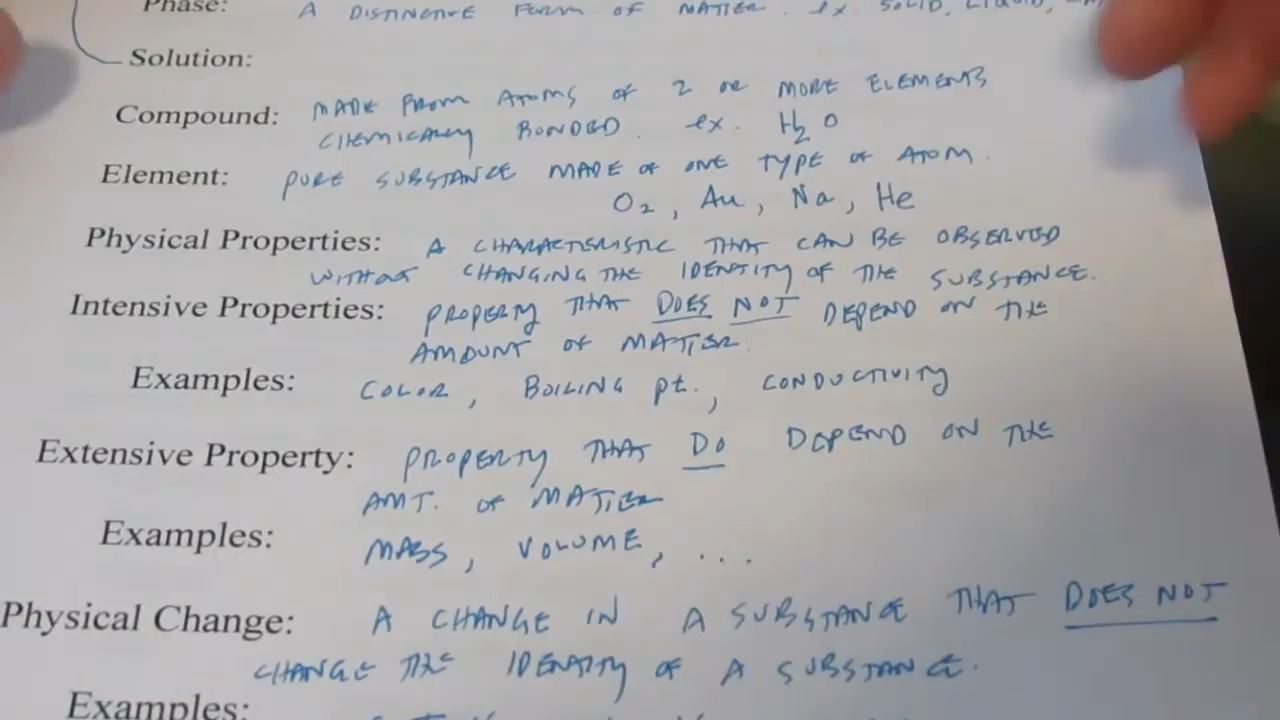 Phase: A DISTINCTIVE FORM OF MATTER. ex SOLID, LIQUID,
Solution:
Compound: MADE FROM ATOMS OF 2 OR MORE ELEMENTS
CHEMICALLY BONDED. ex. H₂O
Element: PURE SUBSTANCE MADE OF ONE TYPE OF ATOM.
O₂, Au, Na, He
Physical Properties: A CHARACTERISTIC THAT CAN BE OBSERVED
WITHOUT CHANGING THE IDENTITY OF THE SUBSTANCE.
Intensive Properties: PROPERTY THAT DOES NOT DEPEND ON THE
AMOUNT OF MATTER.
Examples: COLOR, BOILING pt., CONDUCTIVITY
Extensive Property: PROPERTY THAT DO DEPEND ON THE
AMT. OF MATTER
Examples: MASS, VOLUME, ...
Physical Change: A CHANGE IN A SUBSTANCE THAT DOES NOT
CHANGE THE IDENTITY OF A SUBSTANCE.
Examples: